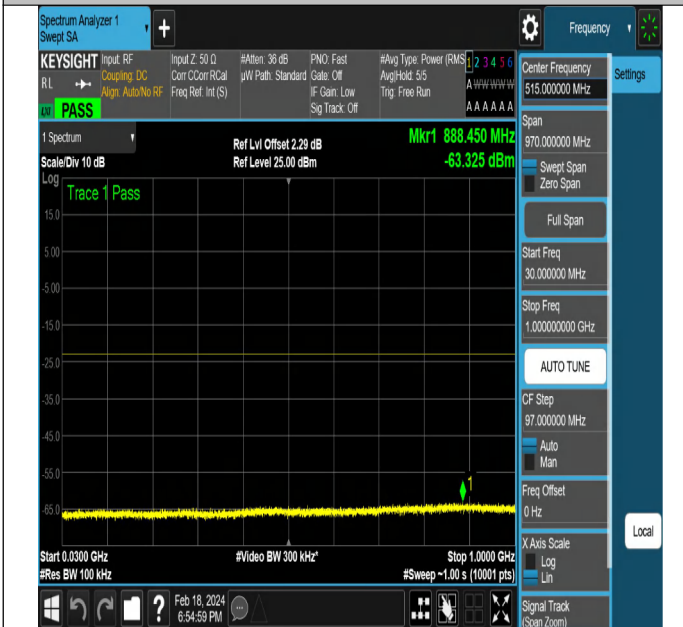 Spectrum Analyzer 1
Swept SA
Frequency
KEYSIGHT
RL
LXI
PASS
Input: RF
Coupling: DC
Align: Auto/No RF
Input Z: 50 Ω
Corr CCorr RCal
Freq Ref: Int (S)
#Atten: 36 dB
µW Path: Standard
PNO: Fast
Gate: Off
IF Gain: Low
Sig Track: Off
#Avg Type: Power (RMS
Avg|Hold: 5/5
Trig: Free Run
1 2 3 4 5 6
A W W W W W
A A A A A A
1 Spectrum
Scale/Div 10 dB
Log
Ref Lvl Offset 2.29 dB
Ref Level 25.00 dBm
Mkr1 888.450 MHz
-63.325 dBm
Trace 1 Pass
15.0
5.00
-5.00
-15.0
-25.0
-35.0
-45.0
-55.0
-65.0
1
Start 0.0300 GHz
#Res BW 100 kHz
#Video BW 300 kHz*
Stop 1.0000 GHz
#Sweep ~1.00 s (10001 pts)
Feb 18, 2024
6:54:59 PM
?
Center Frequency
515.000000 MHz
Span
970.000000 MHz
Swept Span
Zero Span
Full Span
Start Freq
30.000000 MHz
Stop Freq
1.000000000 GHz
AUTO TUNE
CF Step
97.000000 MHz
Auto
Man
Freq Offset
0 Hz
X Axis Scale
Log
Lin
Signal Track
(Span Zoom)
Settings
Local